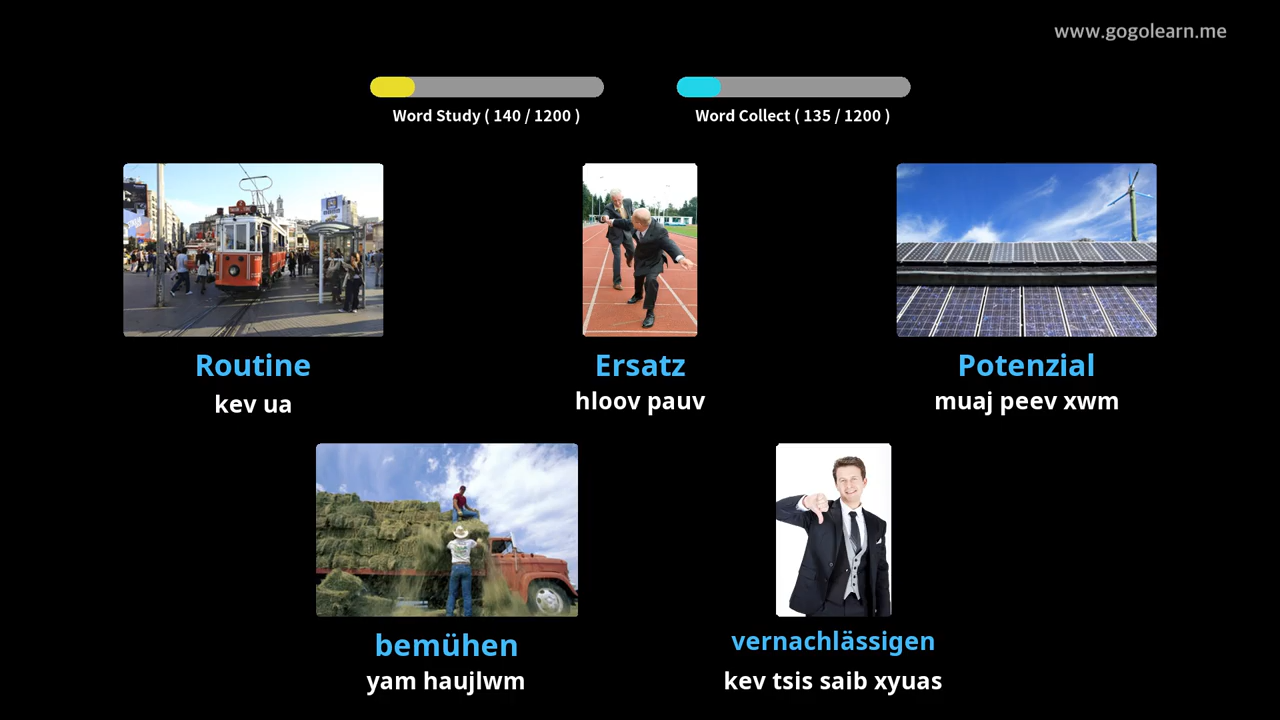 www.gogolearn.me
Word Study ( 140 / 1200 )
Word Collect ( 135 / 1200 )
Routine
kev ua
Ersatz
hloov pauv
Potenzial
muaj peev xwm
bemühen
yam haujlwm
vernachlässigen
kev tsis saib xyuas